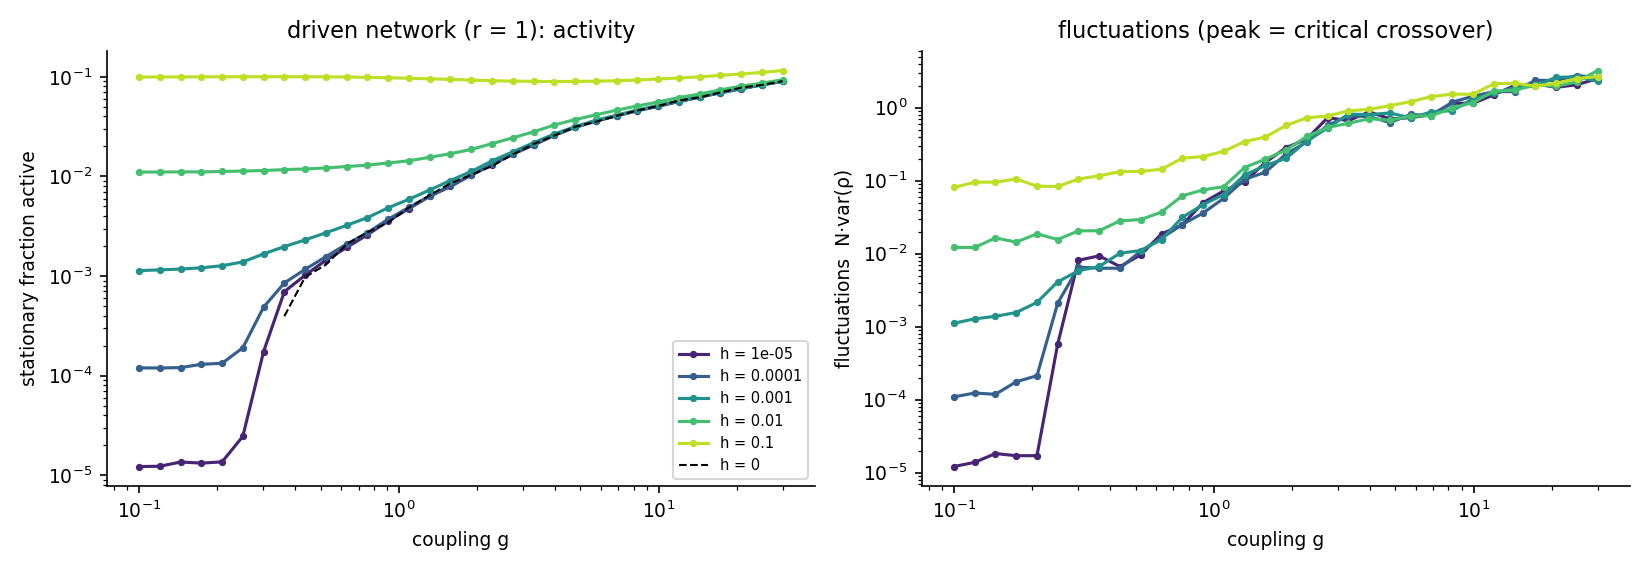 driven network (r = 1): activity
stationary fraction active
10⁻¹
10⁻²
10⁻³
10⁻⁴
10⁻⁵
10⁻¹
10⁰
10¹
coupling g
h = 1e-05
h = 0.0001
h = 0.001
h = 0.01
h = 0.1
h = 0
fluctuations (peak = critical crossover)
fluctuations N·var(ρ)
10⁰
10⁻¹
10⁻²
10⁻³
10⁻⁴
10⁻⁵
10⁻¹
10⁰
10¹
coupling g